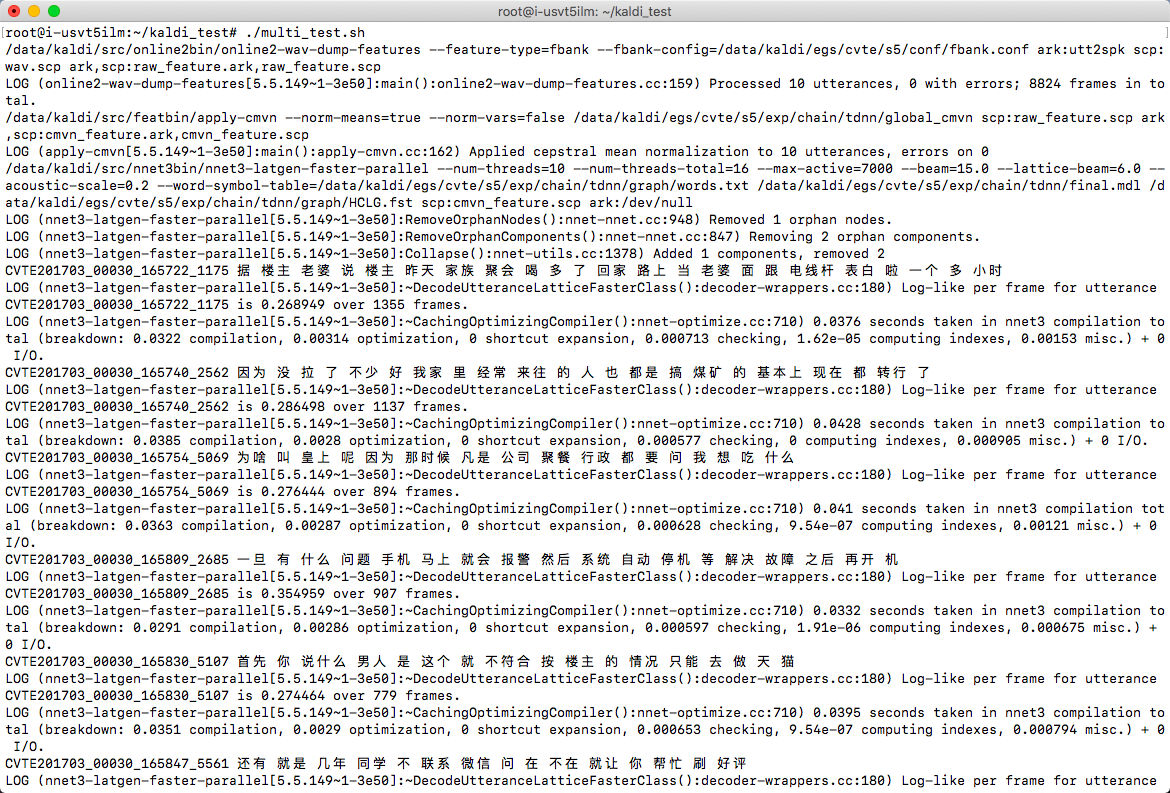 root@i-usvt5ilm: ~/kaldi_test
[root@i-usvt5ilm:~/kaldi_test# ./multi_test.sh ]
/data/kaldi/src/online2bin/online2-wav-dump-features --feature-type=fbank --fbank-config=/data/kaldi/egs/cvte/s5/conf/fbank.conf ark:utt2spk scp:
wav.scp ark,scp:raw_feature.ark,raw_feature.scp
LOG (online2-wav-dump-features[5.5.149~1-3e50]:main():online2-wav-dump-features.cc:159) Processed 10 utterances, 0 with errors; 8824 frames in to
tal.
/data/kaldi/src/featbin/apply-cmvn --norm-means=true --norm-vars=false /data/kaldi/egs/cvte/s5/exp/chain/tdnn/global_cmvn scp:raw_feature.scp ark
,scp:cmvn_feature.ark,cmvn_feature.scp
LOG (apply-cmvn[5.5.149~1-3e50]:main():apply-cmvn.cc:162) Applied cepstral mean normalization to 10 utterances, errors on 0
/data/kaldi/src/nnet3bin/nnet3-latgen-faster-parallel --num-threads=10 --num-threads-total=16 --max-active=7000 --beam=15.0 --lattice-beam=6.0 --
acoustic-scale=0.2 --word-symbol-table=/data/kaldi/egs/cvte/s5/exp/chain/tdnn/graph/words.txt /data/kaldi/egs/cvte/s5/exp/chain/tdnn/final.mdl /d
ata/kaldi/egs/cvte/s5/exp/chain/tdnn/graph/HCLG.fst scp:cmvn_feature.scp ark:/dev/null
LOG (nnet3-latgen-faster-parallel[5.5.149~1-3e50]:RemoveOrphanNodes():nnet-nnet.cc:948) Removed 1 orphan nodes.
LOG (nnet3-latgen-faster-parallel[5.5.149~1-3e50]:RemoveOrphanComponents():nnet-nnet.cc:847) Removing 2 orphan components.
LOG (nnet3-latgen-faster-parallel[5.5.149~1-3e50]:Collapse():nnet-utils.cc:1378) Added 1 components, removed 2
CVTE201703_00030_165722_1175 据 楼主 老婆 说 楼主 昨天 家族 聚会 喝 多 了 回家 路上 当 老婆 面 跟 电线杆 表白 啦 一个 多 小时
LOG (nnet3-latgen-faster-parallel[5.5.149~1-3e50]:~DecodeUtteranceLatticeFasterClass():decoder-wrappers.cc:180) Log-like per frame for utterance
CVTE201703_00030_165722_1175 is 0.268949 over 1355 frames.
LOG (nnet3-latgen-faster-parallel[5.5.149~1-3e50]:~CachingOptimizingCompiler():nnet-optimize.cc:710) 0.0376 seconds taken in nnet3 compilation to
tal (breakdown: 0.0322 compilation, 0.00314 optimization, 0 shortcut expansion, 0.000713 checking, 1.62e-05 computing indexes, 0.00153 misc.) + 0
I/O.
CVTE201703_00030_165740_2562 因为 没 拉 了 不少 好 我家 里 经常 来往 的 人 也 都是 搞 煤矿 的 基本上 现在 都 转行 了
LOG (nnet3-latgen-faster-parallel[5.5.149~1-3e50]:~DecodeUtteranceLatticeFasterClass():decoder-wrappers.cc:180) Log-like per frame for utterance
CVTE201703_00030_165740_2562 is 0.286498 over 1137 frames.
LOG (nnet3-latgen-faster-parallel[5.5.149~1-3e50]:~CachingOptimizingCompiler():nnet-optimize.cc:710) 0.0428 seconds taken in nnet3 compilation to
tal (breakdown: 0.0385 compilation, 0.0028 optimization, 0 shortcut expansion, 0.000577 checking, 0 computing indexes, 0.000905 misc.) + 0 I/O.
CVTE201703_00030_165754_5069 为啥 叫 皇上 呢 因为 那时候 凡是 公司 聚餐 行政 都 要 问 我 想 吃 什么
LOG (nnet3-latgen-faster-parallel[5.5.149~1-3e50]:~DecodeUtteranceLatticeFasterClass():decoder-wrappers.cc:180) Log-like per frame for utterance
CVTE201703_00030_165754_5069 is 0.276444 over 894 frames.
LOG (nnet3-latgen-faster-parallel[5.5.149~1-3e50]:~CachingOptimizingCompiler():nnet-optimize.cc:710) 0.041 seconds taken in nnet3 compilation tot
al (breakdown: 0.0363 compilation, 0.00287 optimization, 0 shortcut expansion, 0.000628 checking, 9.54e-07 computing indexes, 0.00121 misc.) + 0
I/O.
CVTE201703_00030_165809_2685 一旦 有 什么 问题 手机 马上 就会 报警 然后 系统 自动 停机 等 解决 故障 之后 再开 机
LOG (nnet3-latgen-faster-parallel[5.5.149~1-3e50]:~DecodeUtteranceLatticeFasterClass():decoder-wrappers.cc:180) Log-like per frame for utterance
CVTE201703_00030_165809_2685 is 0.354959 over 907 frames.
LOG (nnet3-latgen-faster-parallel[5.5.149~1-3e50]:~CachingOptimizingCompiler():nnet-optimize.cc:710) 0.0332 seconds taken in nnet3 compilation to
tal (breakdown: 0.0291 compilation, 0.00286 optimization, 0 shortcut expansion, 0.000597 checking, 1.91e-06 computing indexes, 0.000675 misc.) +
0 I/O.
CVTE201703_00030_165830_5107 首先 你 说什么 男人 是 这个 就 不符合 按 楼主 的 情况 只能 去 做 天 猫
LOG (nnet3-latgen-faster-parallel[5.5.149~1-3e50]:~DecodeUtteranceLatticeFasterClass():decoder-wrappers.cc:180) Log-like per frame for utterance
CVTE201703_00030_165830_5107 is 0.274464 over 779 frames.
LOG (nnet3-latgen-faster-parallel[5.5.149~1-3e50]:~CachingOptimizingCompiler():nnet-optimize.cc:710) 0.0395 seconds taken in nnet3 compilation to
tal (breakdown: 0.0351 compilation, 0.0029 optimization, 0 shortcut expansion, 0.000653 checking, 9.54e-07 computing indexes, 0.000794 misc.) + 0
I/O.
CVTE201703_00030_165847_5561 还有 就是 几年 同学 不 联系 微信 问 在 不在 就让 你 帮忙 刷 好评
LOG (nnet3-latgen-faster-parallel[5.5.149~1-3e50]:~DecodeUtteranceLatticeFasterClass():decoder-wrappers.cc:180) Log-like per frame for utterance